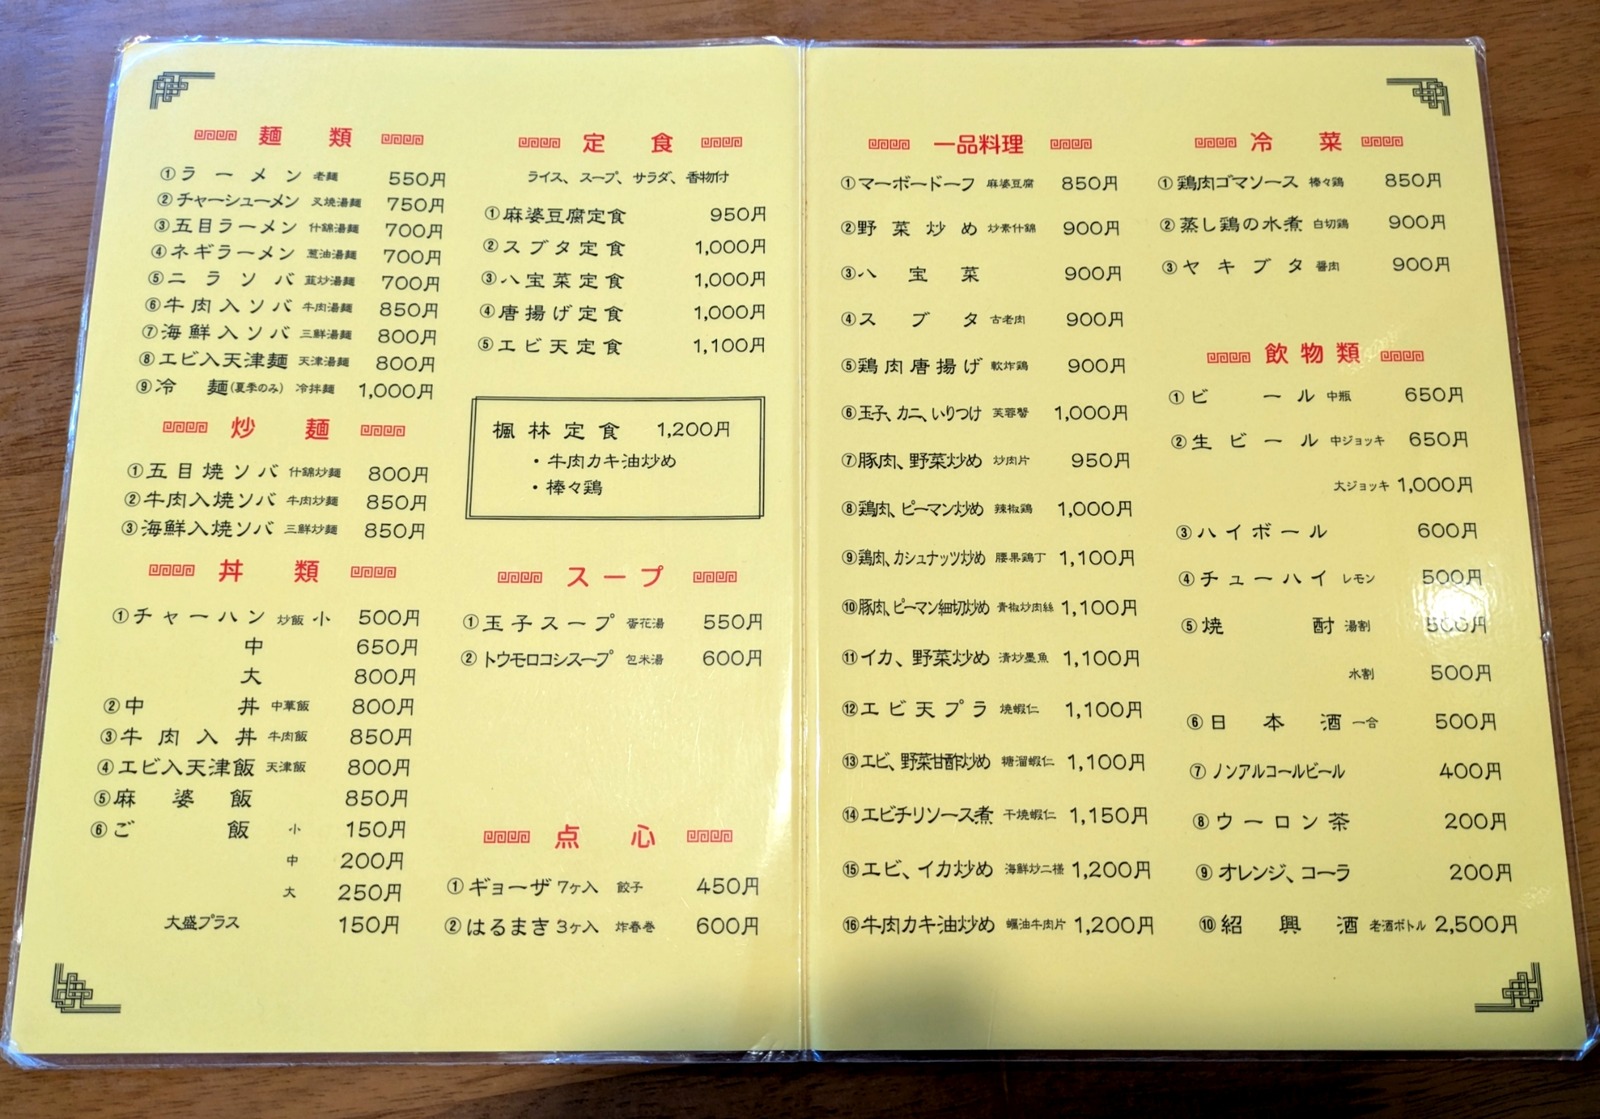 麺 類
①ラーメン 老麺 550円
②チャーシューメン 叉焼湯麺 750円
③五目ラーメン 什錦湯麺 700円
④ネギラーメン 葱油湯麺 700円
⑤ニラソバ 韮炒湯麺 700円
⑥牛肉入ソバ 牛肉湯麺 850円
⑦海鮮入ソバ 三鮮湯麺 800円
⑧エビ入天津麺 天津湯麺 800円
⑨冷 麺(夏季のみ) 冷拌麺 1,000円
炒 麺
①五目焼ソバ 什錦炒麺 800円
②牛肉入焼ソバ 牛肉炒麺 850円
③海鮮入焼ソバ 三鮮炒麺 850円
丼 類
①チャーハン 炒飯 小 500円
中 650円
大 800円
②中 丼 中華飯 800円
③牛肉入丼 牛肉飯 850円
④エビ入天津飯 天津飯 800円
⑤麻婆飯 850円
⑥ご飯 小 150円
中 200円
大 250円
大盛プラス 150円
定 食
ライス、スープ、サラダ、香物付
①麻婆豆腐定食 950円
②スブタ定食 1,000円
③八宝菜定食 1,000円
④唐揚げ定食 1,000円
⑤エビ天定食 1,100円
楓林定食 1,200円
・牛肉カキ油炒め
・棒々鶏
スープ
①玉子スープ 蛋花湯 550円
②トウモロコシスープ 包米湯 600円
点 心
①ギョーザ 7ヶ入 餃子 450円
②はるまき 3ヶ入 炸春巻 600円
一品料理
①マーボードーフ 麻婆豆腐 850円
②野菜炒め 炒素什錦 900円
③八宝菜 900円
④スブタ 古老肉 900円
⑤鶏肉唐揚げ 軟炸鶏 900円
⑥玉子、カニ、いりつけ 芙蓉蟹 1,000円
⑦豚肉、野菜炒め 炒肉片 950円
⑧鶏肉、ピーマン炒め 辣椒鶏 1,000円
⑨鶏肉、カシュナッツ炒め 腰果鶏丁 1,100円
⑩豚肉、ピーマン細切炒め 青椒炒肉絲 1,100円
⑪イカ、野菜炒め 清炒墨魚 1,100円
⑫エビ天プラ 焼蝦仁 1,100円
⑬エビ、野菜甘酢炒め 糖溜蝦仁 1,100円
⑭エビチリソース煮 干焼蝦仁 1,150円
⑮エビ、イカ炒め 海鮮炒二様 1,200円
⑯牛肉カキ油炒め 蠣油牛肉片 1,200円
冷 菜
①鶏肉ゴマソース 棒々鶏 850円
②蒸し鶏の水煮 白切鶏 900円
③ヤキブタ 醤肉 900円
飲物類
①ビール 中瓶 650円
②生ビール 中ジョッキ 650円
大ジョッキ 1,000円
③ハイボール 600円
④チューハイ レモン 500円
⑤焼酎 湯割 500円
水割 500円
⑥日本酒 一合 500円
⑦ノンアルコールビール 400円
⑧ウーロン茶 200円
⑨オレンジ、コーラ 200円
⑩紹興酒 老酒ボトル 2,500円